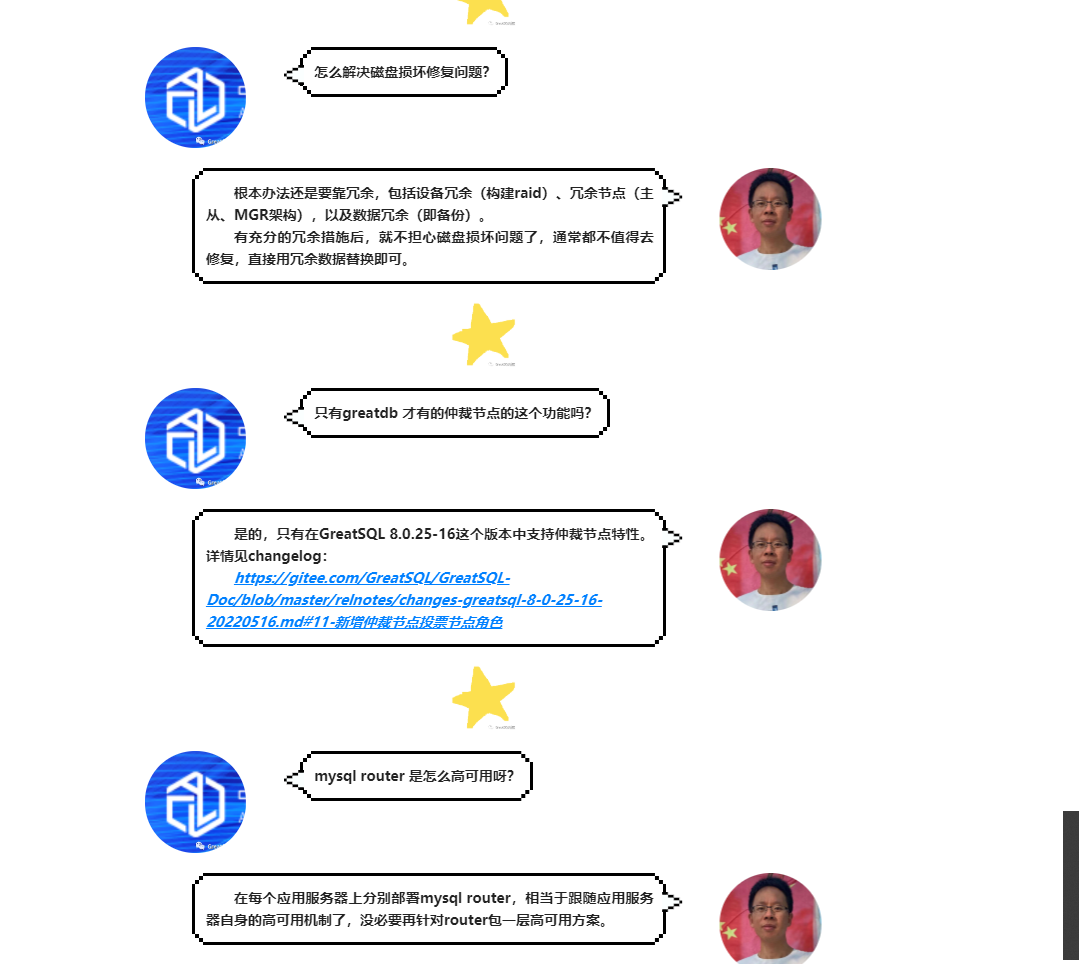 怎么解决磁盘损坏修复问题？
根本办法还是要靠冗余，包括设备冗余（构建raid）、冗余节点（主
从、MGR架构），以及数据冗余（即备份）。
有充分的冗余措施后，就不担心磁盘损坏问题了，通常都不值得去
修复，直接用冗余数据替换即可。
只有greatdb 才有的仲裁节点的这个功能吗？
是的，只有在GreatSQL 8.0.25-16这个版本中支持仲裁节点特性。
详情见changelog：
https://gitee.com/GreatSQL/GreatSQL-
Doc/blob/master/relnotes/changes-greatsql-8-0-25-16-
20220516.md#11-新增仲裁节点投票节点角色
mysql router 是怎么高可用呀？
在每个应用服务器上分别部署mysql router，相当于跟随应用服务
器自身的高可用机制了，没必要再针对router包一层高可用方案。